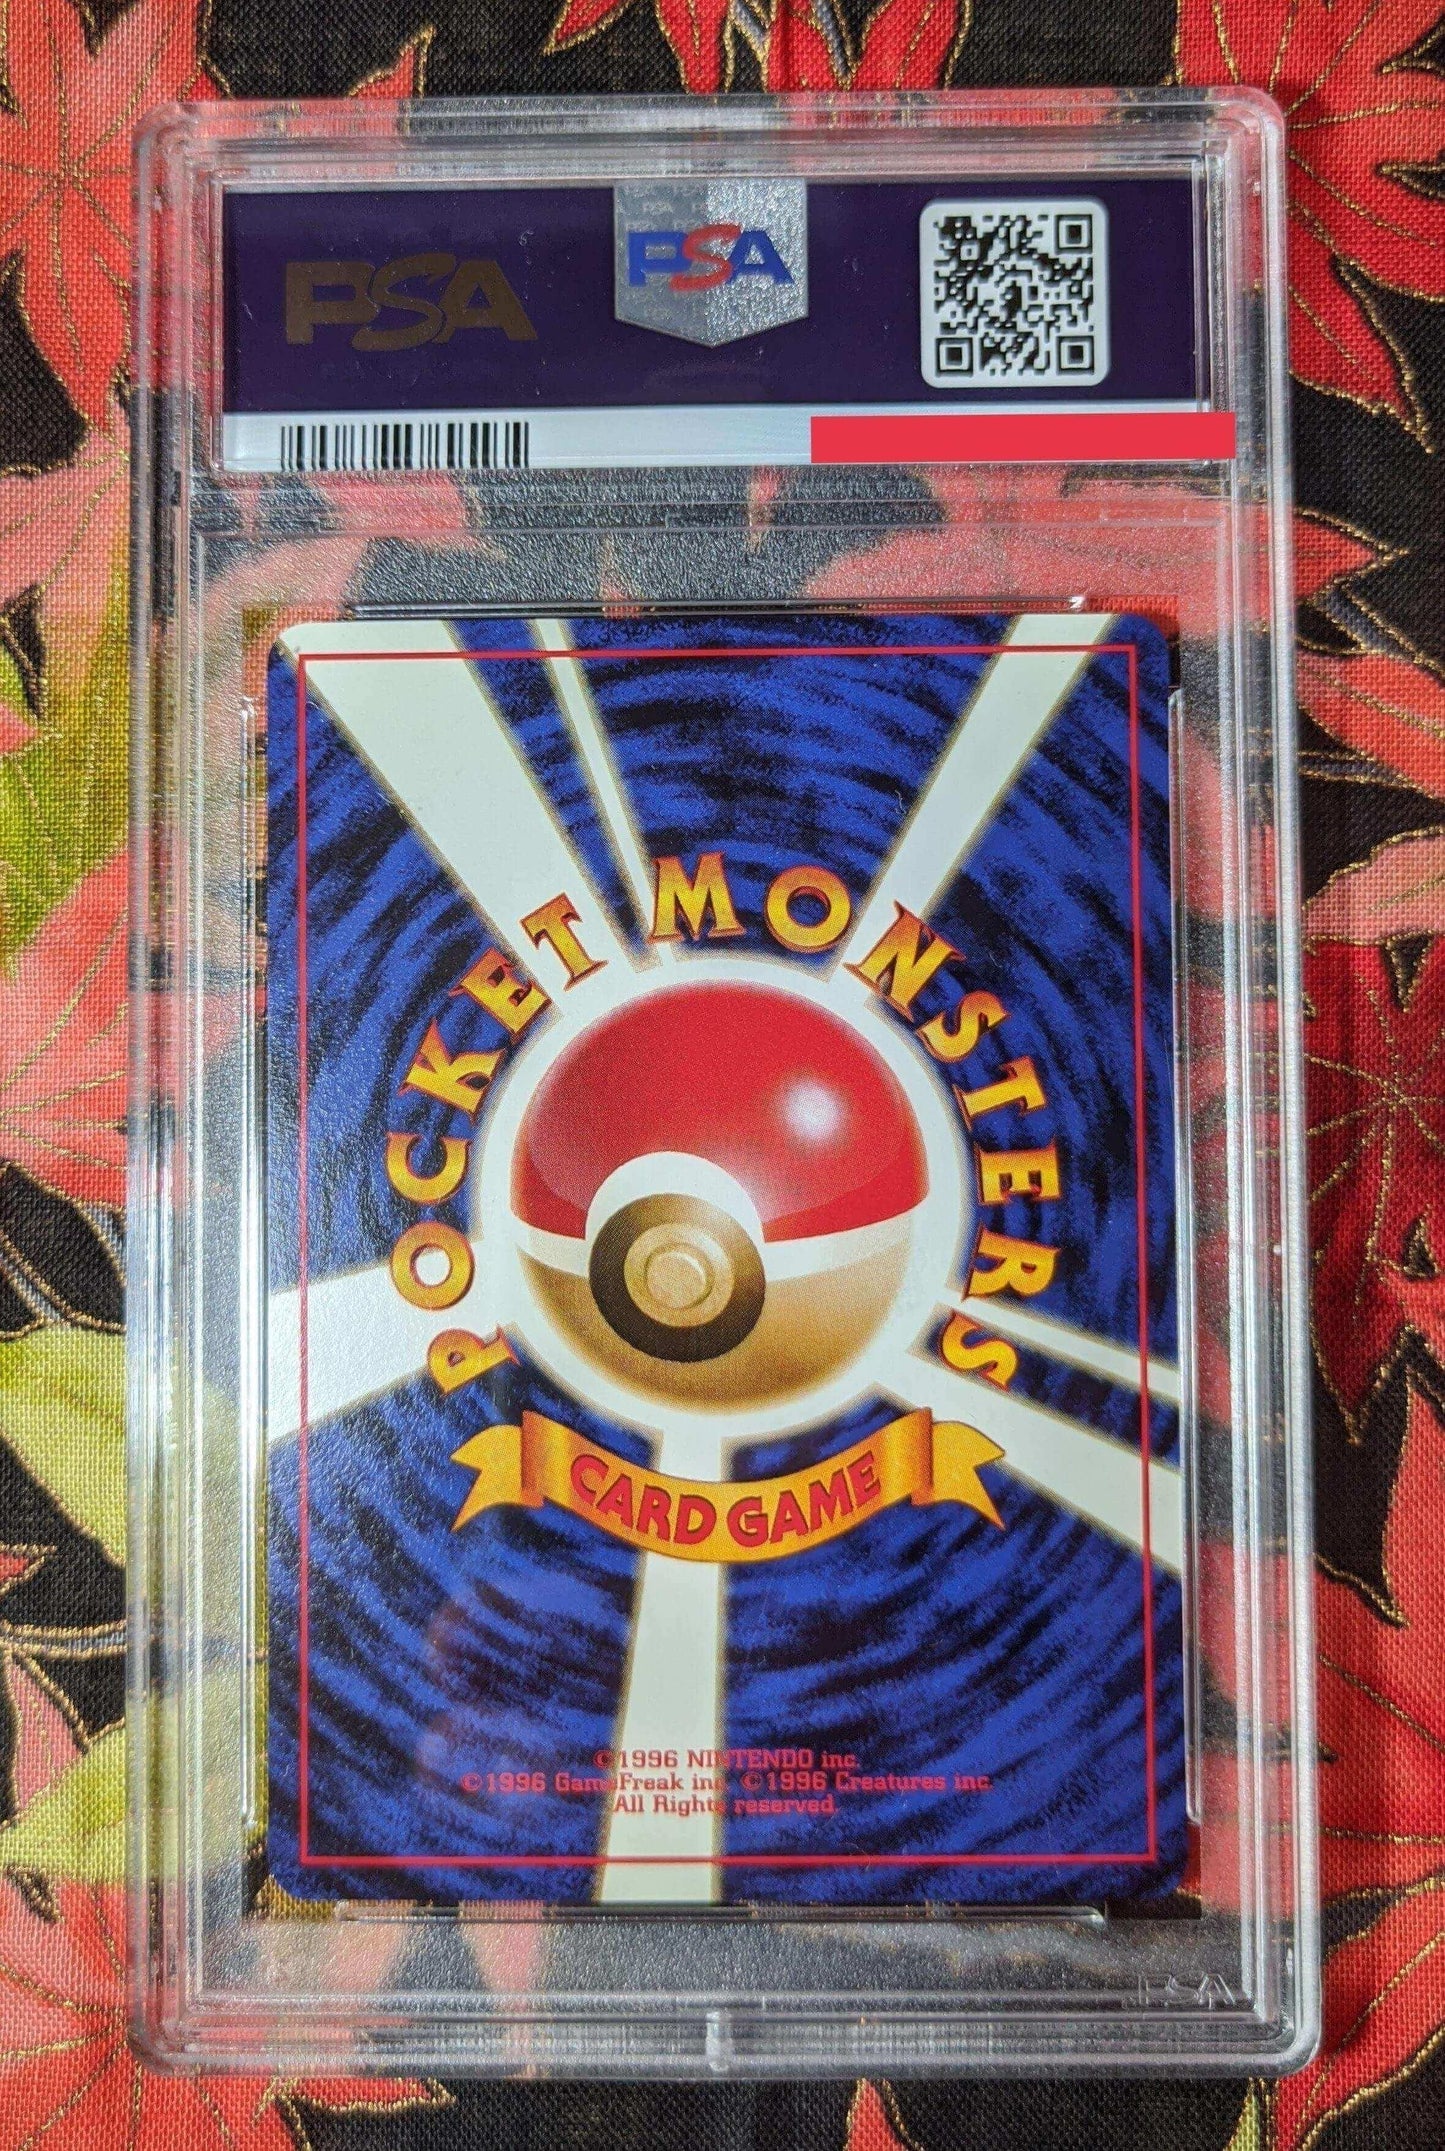 PSA
PSA
POCKET MONSTERS
CARD GAME
©1996 NINTENDO inc.
©1996 GameFreak inc. ©1996 Creatures inc.
All Rights reserved.
PSA